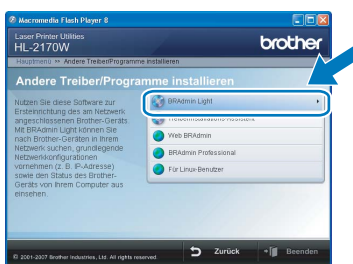 Macromedia Flash Player 8
Laser Printer Utilities
HL-2170W
brother
Hauptmenü >> Andere Treiber/Programme installieren
Andere Treiber/Programme installieren
Nutzen Sie diese Software zur
Ersteinrichtung des am Netzwerk
angeschlossenen Brother-Geräts.
Mit BRAdmin Light können Sie
nach Brother-Geräten in Ihrem
Netzwerk suchen, grundlegende
Netzwerkkonfigurationen
vornehmen (z. B. IP-Adresse)
sowie den Status des Brother-
Geräts von Ihrem Computer aus
einsehen.
BRAdmin Light
Treiberinstallations-Assistent
Web BRAdmin
BRAdmin Professional
Für Linux-Benutzer
© 2001-2007 Brother Industries, Ltd. All rights reserved.
Zurück
Beenden